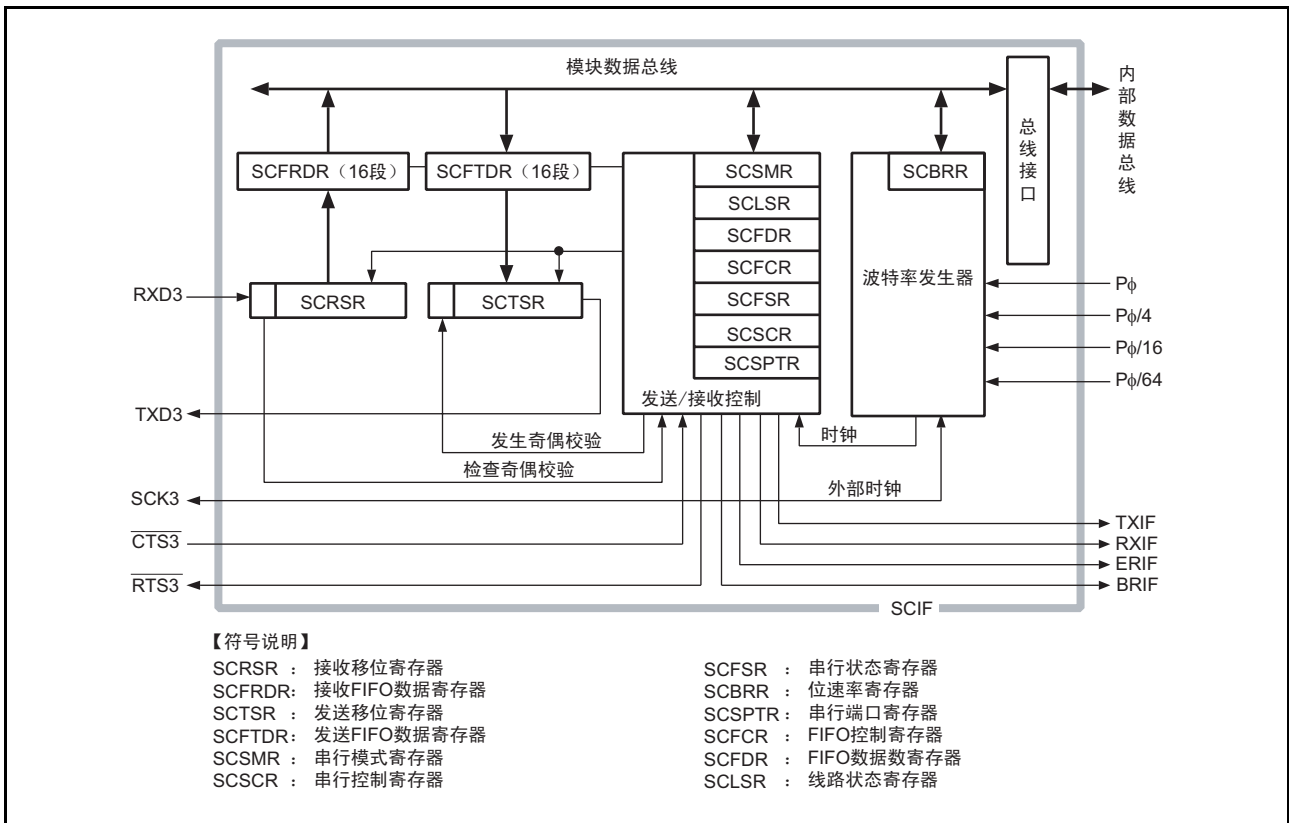 模块数据总线
内部数据总线
总线接口
SCFRDR（16段）
SCFTDR（16段）
SCSMR
SCBRR
SCLSR
SCFDR
SCFCR
波特率发生器
SCFSR
SCSCR
SCSPTR
发送/接收控制
RXD3
SCRSR
SCTSR
Pϕ
Pϕ/4
Pϕ/16
Pϕ/64
TXD3
发生奇偶校验
时钟
检查奇偶校验
SCK3
外部时钟
CTS3
TXIF
RXIF
ERIF
RTS3
BRIF
SCIF
【符号说明】
SCRSR ： 接收移位寄存器
SCFRDR： 接收FIFO数据寄存器
SCTSR ： 发送移位寄存器
SCFTDR： 发送FIFO数据寄存器
SCSMR ： 串行模式寄存器
SCSCR ： 串行控制寄存器
SCFSR ： 串行状态寄存器
SCBRR ： 位速率寄存器
SCSPTR： 串行端口寄存器
SCFCR ： FIFO控制寄存器
SCFDR ： FIFO数据数寄存器
SCLSR ： 线路状态寄存器